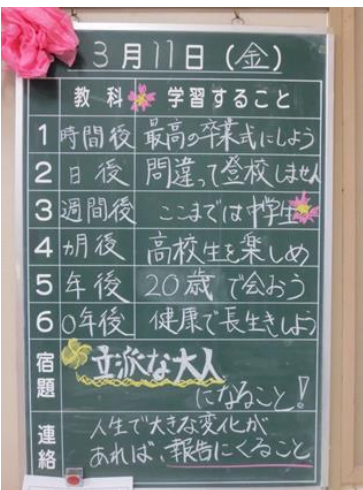 3月11日(金)
教科 学習すること
1 時間後 最高の卒業式にしよう
2 日後 問違って登校しません
3 週間後 ここまでは中学生
4 カ月後 高校生を楽しめ
5 年後 20歳で会おう
6 0年後 健康で長生きしよう
宿題 立派な大人
になること!
連絡 人生で大きな変化が
あれば、報告にくること